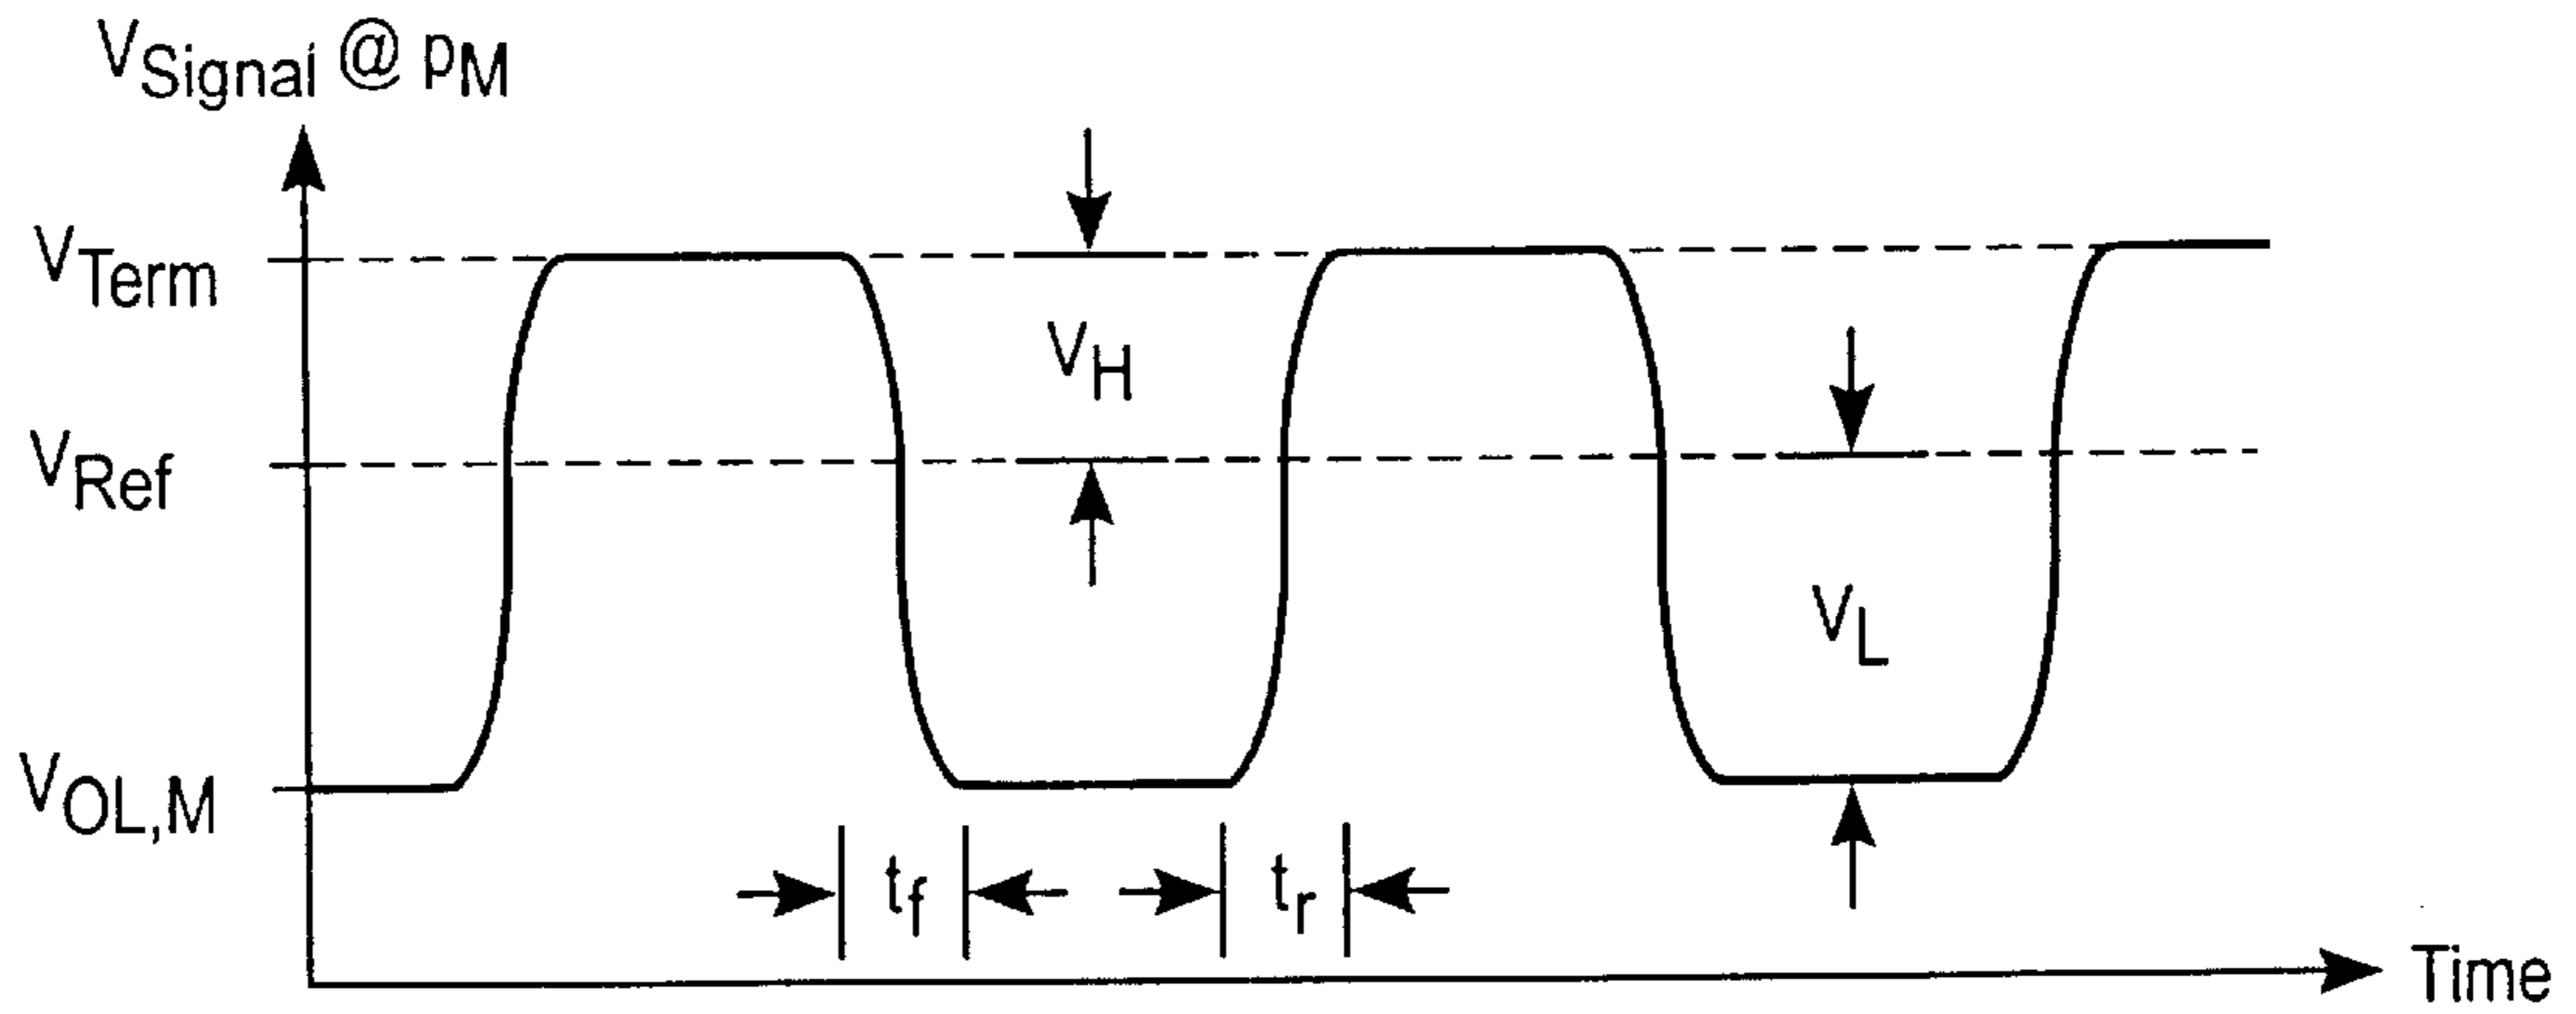 VSignal @ pM
VTerm
VH
VRef
VL
VOL,M
tf
tr
Time